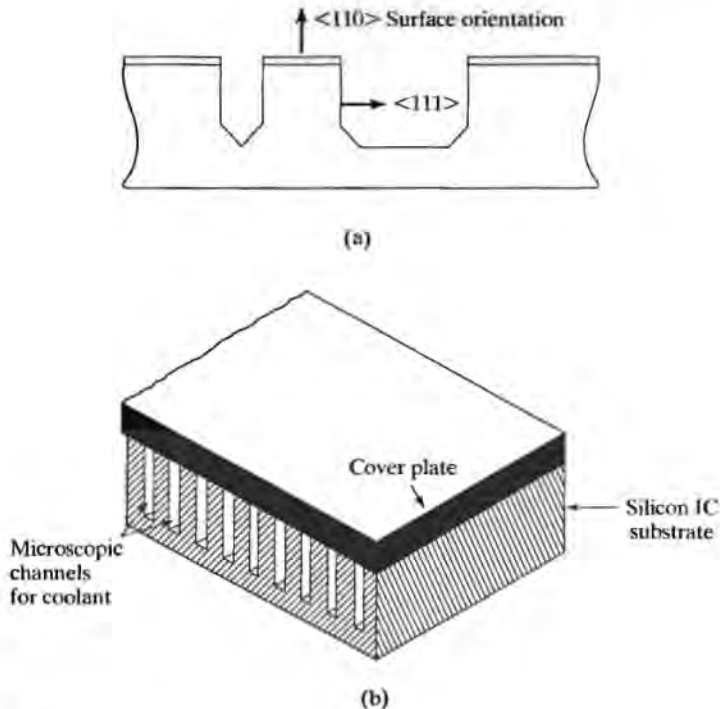 <110> Surface orientation
<111>
(a)
Cover plate
Silicon IC
substrate
Microscopic
channels
for coolant
(b)